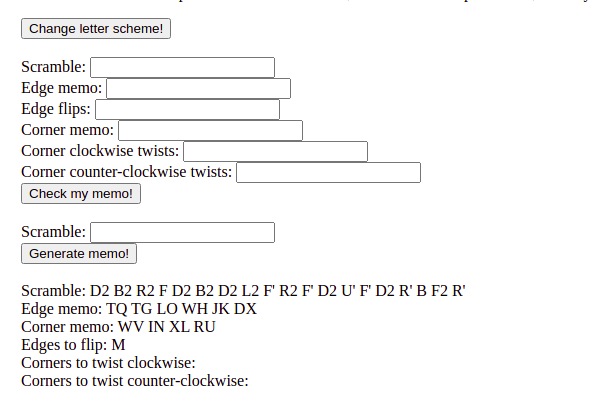 Change letter scheme!
Scramble:
Edge memo:
Edge flips:
Corner memo:
Corner clockwise twists:
Corner counter-clockwise twists:
Check my memo!
Scramble:
Generate memo!
Scramble: D2 B2 R2 F D2 B2 D2 L2 F' R2 F' D2 U' F' D2 R' B F2 R'
Edge memo: TQ TG LO WH JK DX
Corner memo: WV IN XL RU
Edges to flip: M
Corners to twist clockwise:
Corners to twist counter-clockwise: